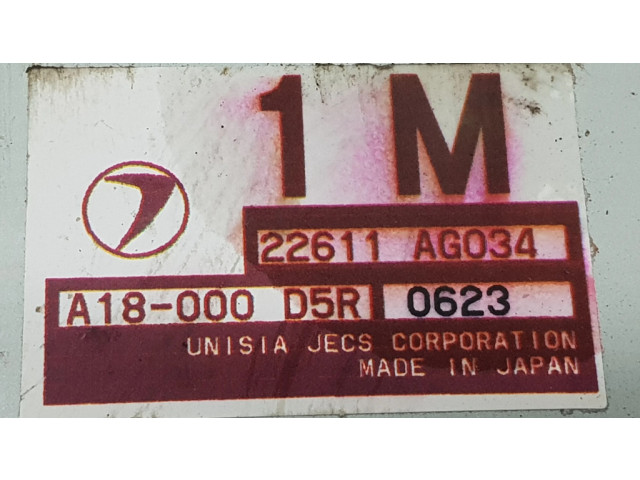 1 M
22611 AG034
A18-000 D5R 0623
UNISIA JECS CORPORATION
MADE IN JAPAN